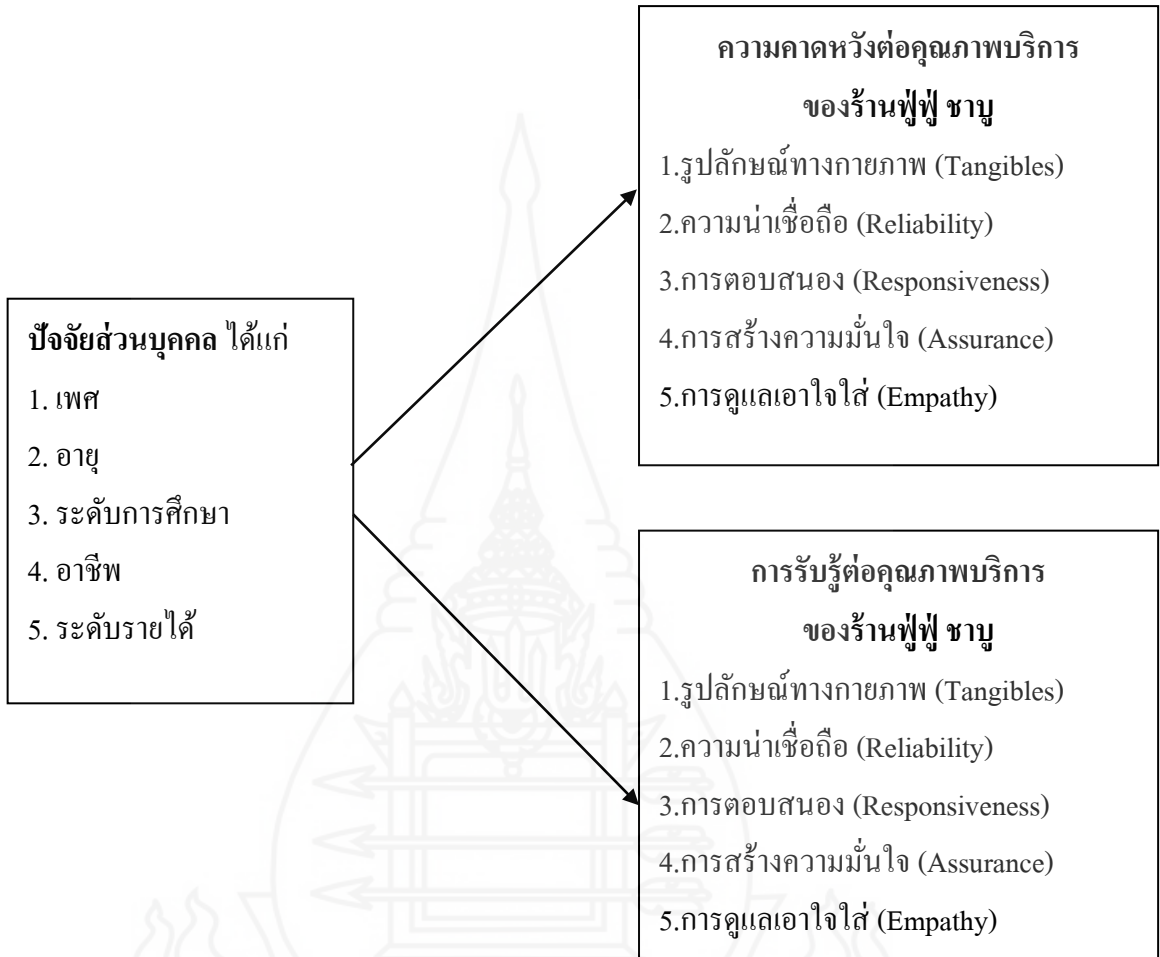 ความคาดหวังต่อคุณภาพบริการ
ของร้านฟู่ฟู่ ชาบู
1.รูปลักษณ์ทางกายภาพ (Tangibles)
2.ความน่าเชื่อถือ (Reliability)
3.การตอบสนอง (Responsiveness)
4.การสร้างความมั่นใจ (Assurance)
5.การดูแลเอาใจใส่ (Empathy)
ปัจจัยส่วนบุคคล ได้แก่
1. เพศ
2. อายุ
3. ระดับการศึกษา
4. อาชีพ
5. ระดับรายได้
การรับรู้ต่อคุณภาพบริการ
ของร้านฟู่ฟู่ ชาบู
1.รูปลักษณ์ทางกายภาพ (Tangibles)
2.ความน่าเชื่อถือ (Reliability)
3.การตอบสนอง (Responsiveness)
4.การสร้างความมั่นใจ (Assurance)
5.การดูแลเอาใจใส่ (Empathy)